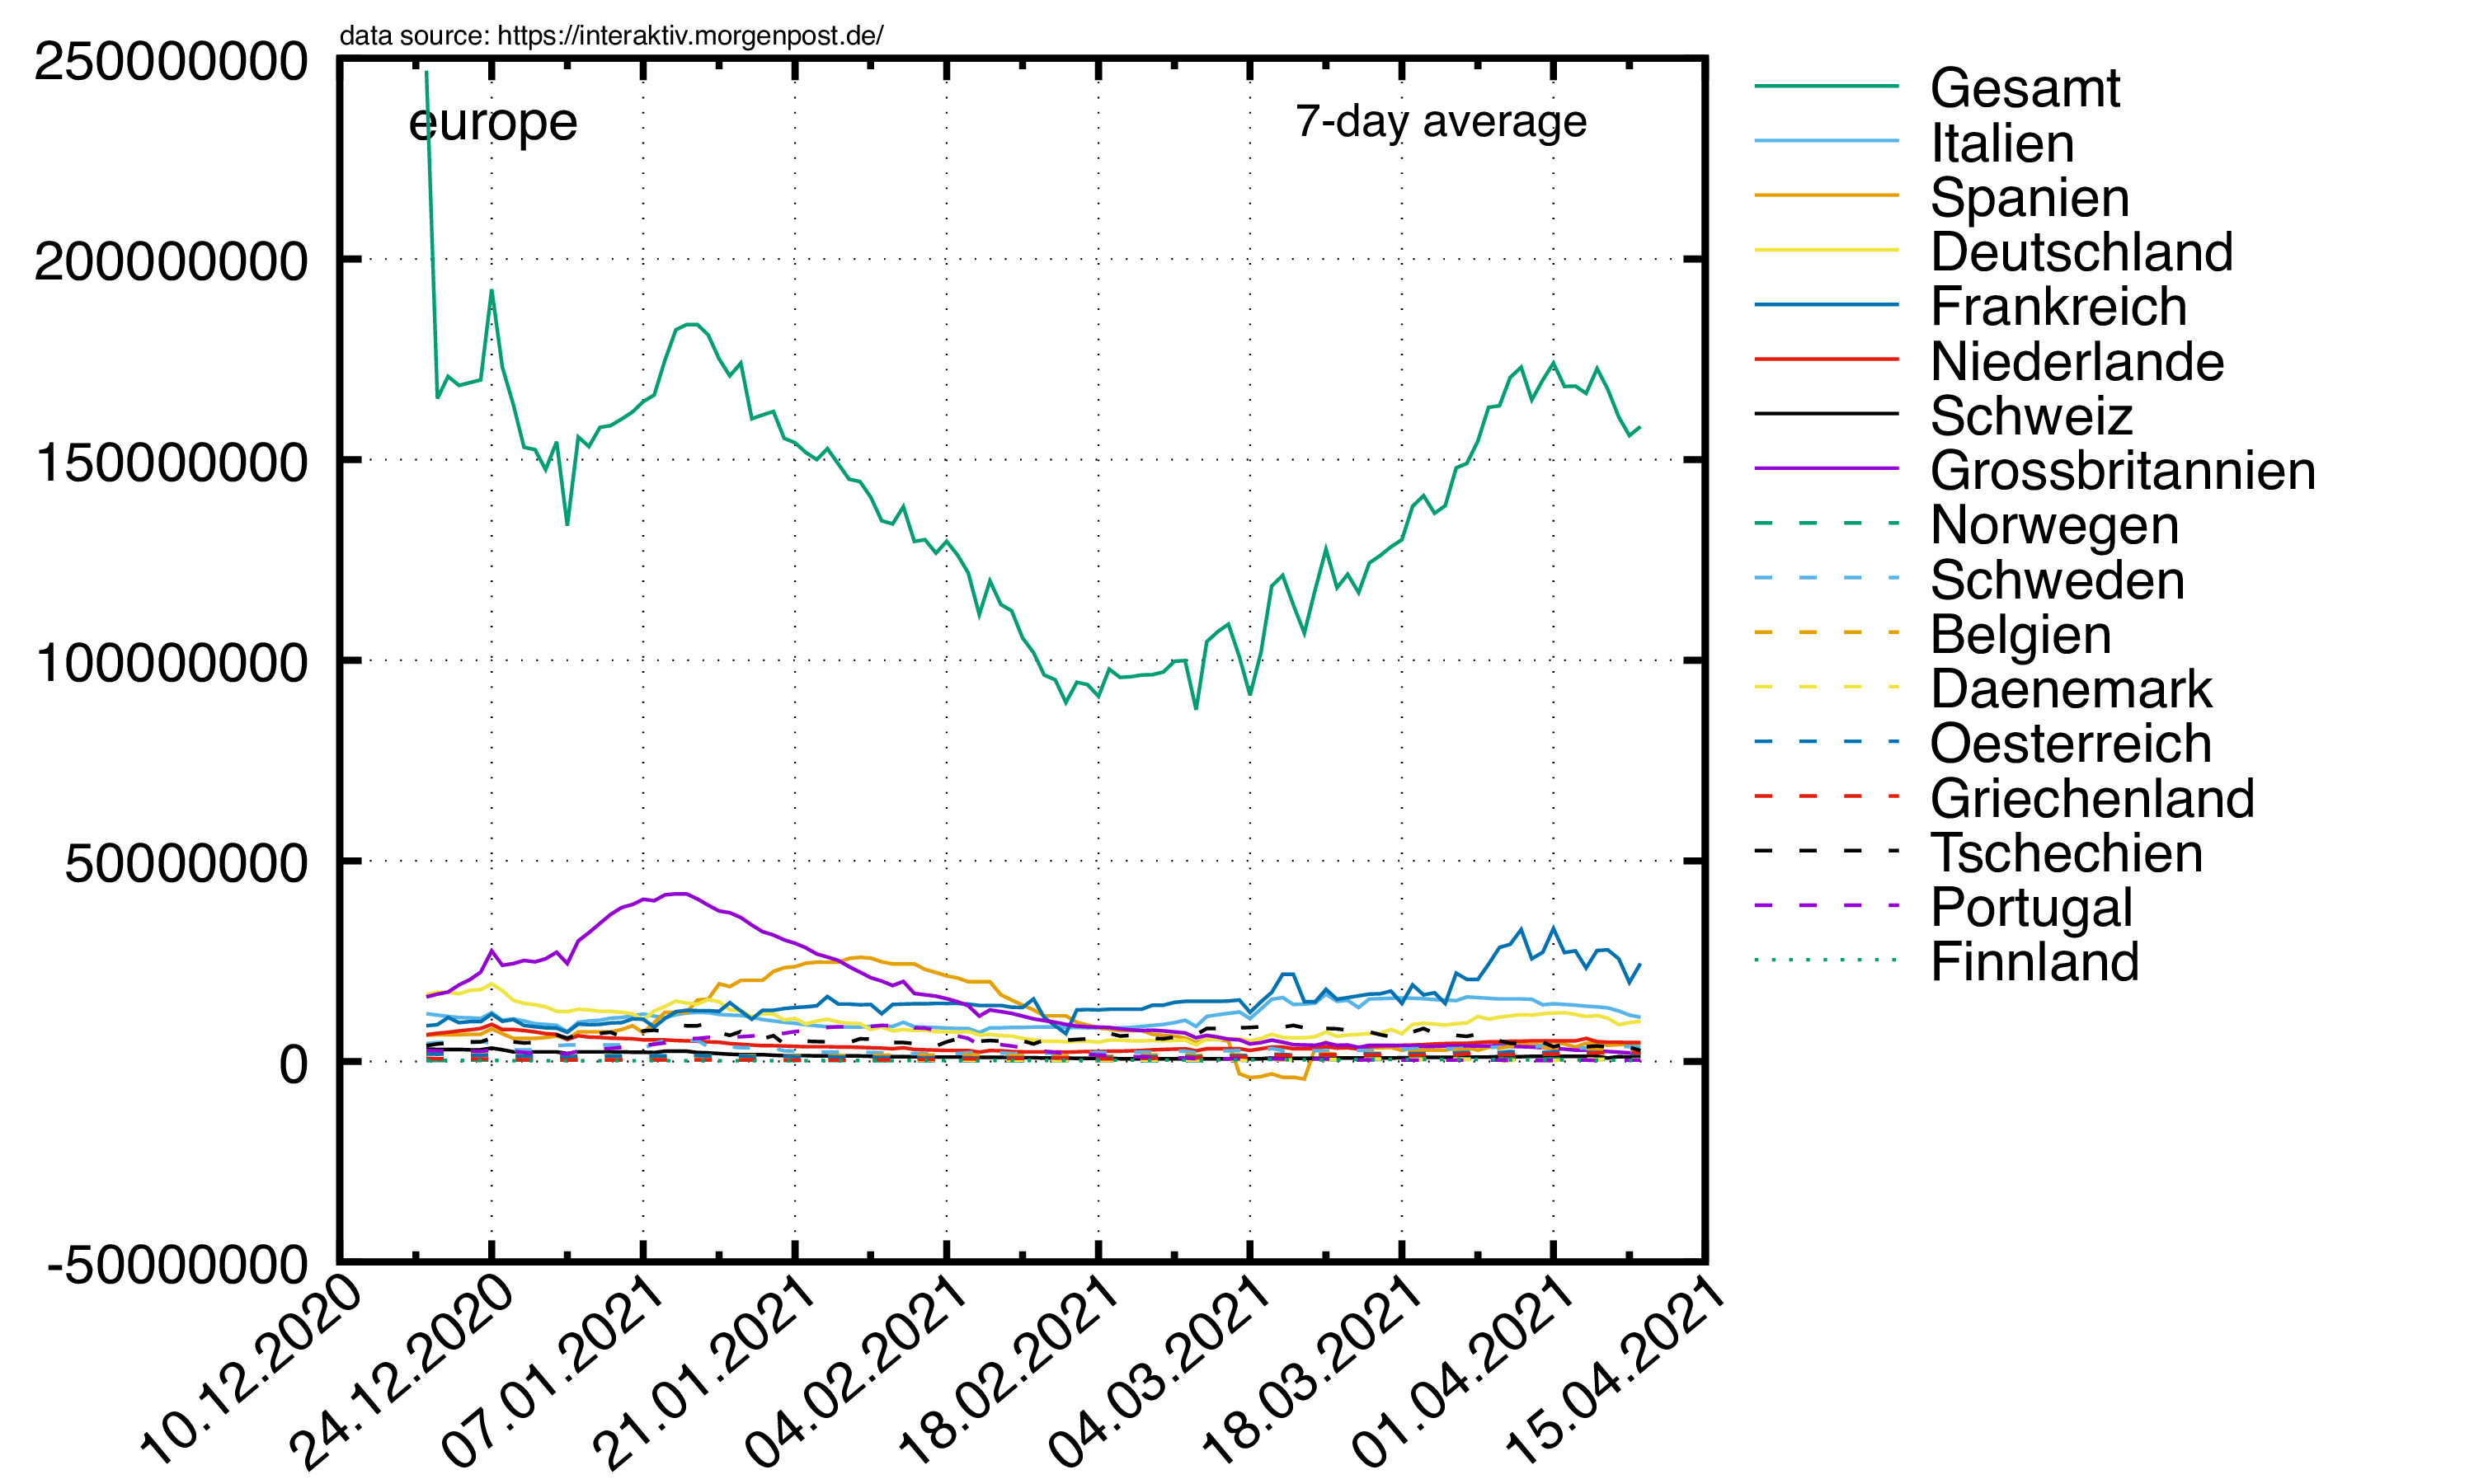 data source: https://interaktiv.morgenpost.de/
europe
7-day average
250000000
200000000
150000000
100000000
50000000
0
-50000000
10.12.2020
24.12.2020
07.01.2021
21.01.2021
04.02.2021
18.02.2021
04.03.2021
18.03.2021
01.04.2021
15.04.2021
Gesamt
Italien
Spanien
Deutschland
Frankreich
Niederlande
Schweiz
Grossbritannien
Norwegen
Schweden
Belgien
Daenemark
Oesterreich
Griechenland
Tschechien
Portugal
Finnland